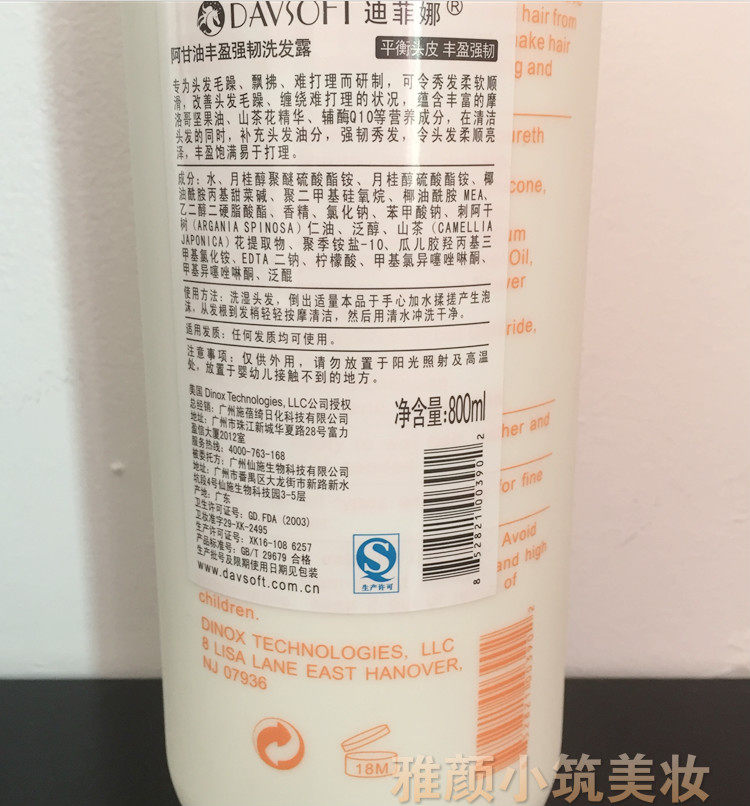 DAVSOFT 迪菲娜®
阿甘油丰盈强韧洗发露
平衡头皮 丰盈强韧
专为头发毛躁、飘拂、难打理而研制，可令秀发柔软顺
滑，改善头发毛躁、缠绕难打理的状况，蕴含丰富的摩
洛哥坚果油、山茶花精华、辅酶Q10等营养成分，在清洁
头发的同时，补充头发油分，强韧秀发，令头发柔顺亮
泽，丰盈饱满易于打理。
成分：水、月桂醇聚醚硫酸酯铵、月桂醇硫酸酯铵、椰
油酰胺丙基甜菜碱、聚二甲基硅氧烷、椰油酰胺 MEA、
乙二醇二硬脂酸酯、香精、氯化钠、苯甲酸钠、刺阿干
树（ARGANIA SPINOSA）仁油、泛醇、山茶（CAMELLIA
JAPONICA）花提取物、聚季铵盐-10、瓜儿胶羟丙基三
甲基氯化铵、EDTA 二钠、柠檬酸、甲基氯异噻唑啉酮、
甲基异噻唑啉酮、泛醌
使用方法：洗湿头发，倒出适量本品于手心加水揉搓产生泡
沫，从发根到发梢轻轻按摩清洁，然后用清水冲洗干净。
适用发质：任何发质均可使用。
注意事项：仅供外用，请勿放置于阳光照射及高温
处，放置于婴幼儿接触不到的地方。
美国 Dinox Technologies, LLC公司授权
总经销：广州施蓓绮日化科技有限公司
地址：广州市珠江新城华夏路28号富力
盈信大厦2012室
服务热线：4000-763-168
被委托方：广州仙施生物科技有限公司
地址：广州市番禺区大龙街市新路新水
坑段4号仙施生物科技园3-5层
产地：广东
卫生许可证号：GD.FDA (2003)
卫妆准字29-XK-2495
生产许可证号：XK16-108 6257
产品标准号：GB/T 29679 合格
生产批号及限期使用日期见包装
www.davsoft.com.cn
净含量:800ml
8 52821 00390 2
生产许可
hair from
make hair
g and
ureth
cone,
um
Oil,
ver
ride,
her and
for fine
Avoid
and high
of
children.
DINOX TECHNOLOGIES, LLC
8 LISA LANE EAST HANOVER,
NJ 07936
8 52821 00390 2
18M
雅颜小筑美妆